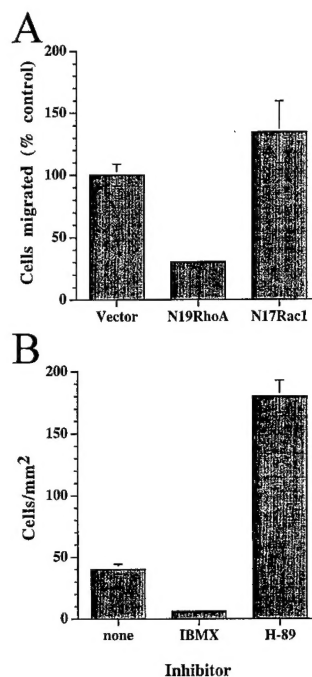 A
Cells migrated (% control)
200
150
100
50
0
Vector N19RhoA N17Rac1
B
Cells/mm2
200
150
100
50
0
none IBMX H-89
Inhibitor